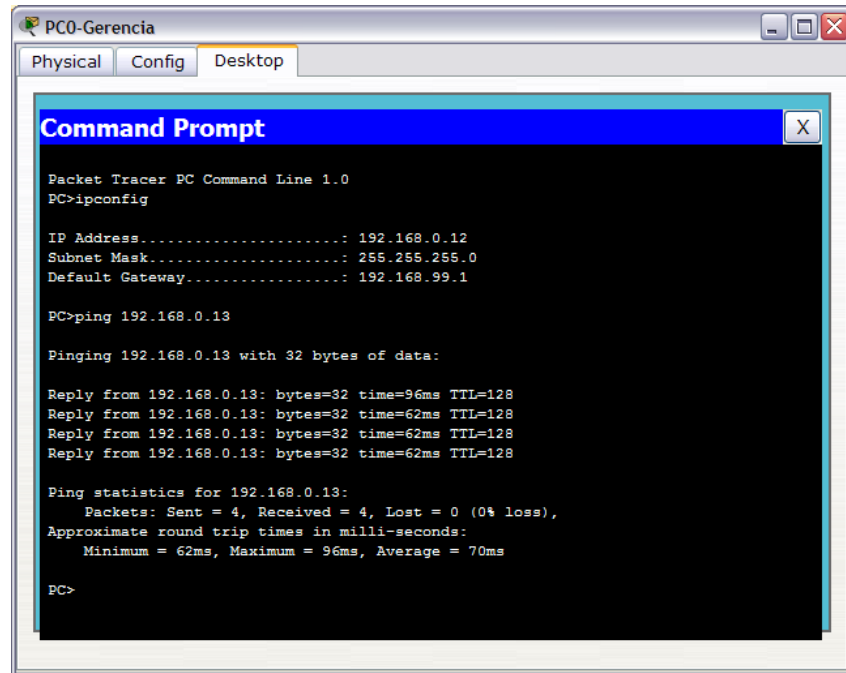 PC0-Gerencia
Physical Config Desktop
Command Prompt X
Packet Tracer PC Command Line 1.0
PC>ipconfig
IP Address......................: 192.168.0.12
Subnet Mask.....................: 255.255.255.0
Default Gateway.................: 192.168.99.1
PC>ping 192.168.0.13
Pinging 192.168.0.13 with 32 bytes of data:
Reply from 192.168.0.13: bytes=32 time=96ms TTL=128
Reply from 192.168.0.13: bytes=32 time=62ms TTL=128
Reply from 192.168.0.13: bytes=32 time=62ms TTL=128
Reply from 192.168.0.13: bytes=32 time=62ms TTL=128
Ping statistics for 192.168.0.13:
    Packets: Sent = 4, Received = 4, Lost = 0 (0% loss),
Approximate round trip times in milli-seconds:
    Minimum = 62ms, Maximum = 96ms, Average = 70ms
PC>